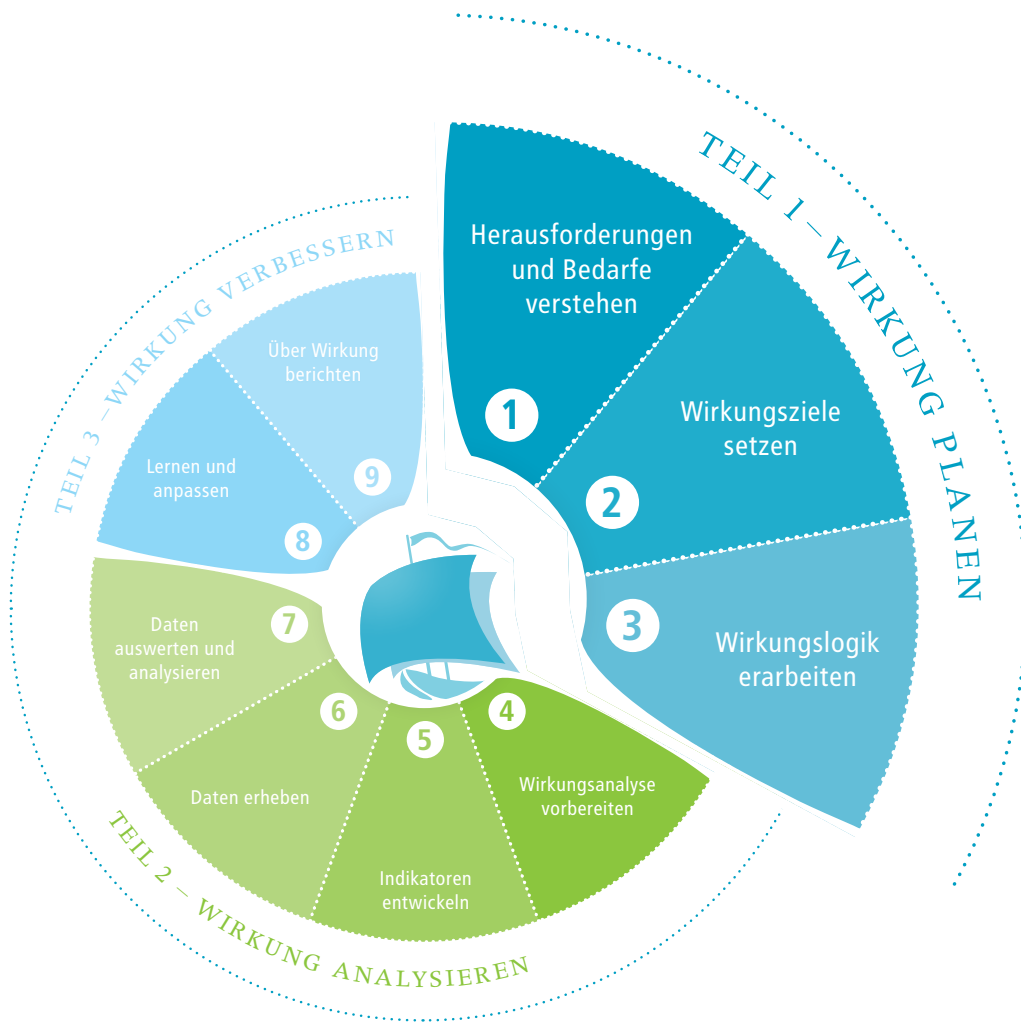 TEIL 1 – WIRKUNG PLANEN
Herausforderungen
und Bedarfe
verstehen
1
Wirkungsziele
setzen
2
Wirkungslogik
erarbeiten
3
TEIL 2 – WIRKUNG ANALYSIEREN
4
Wirkungsanalyse
vorbereiten
5
Indikatoren
entwickeln
6
Daten erheben
7
Daten
auswerten und
analysieren
TEIL 3 – WIRKUNG VERBESSERN
8
Lernen und
anpassen
9
Über Wirkung
berichten